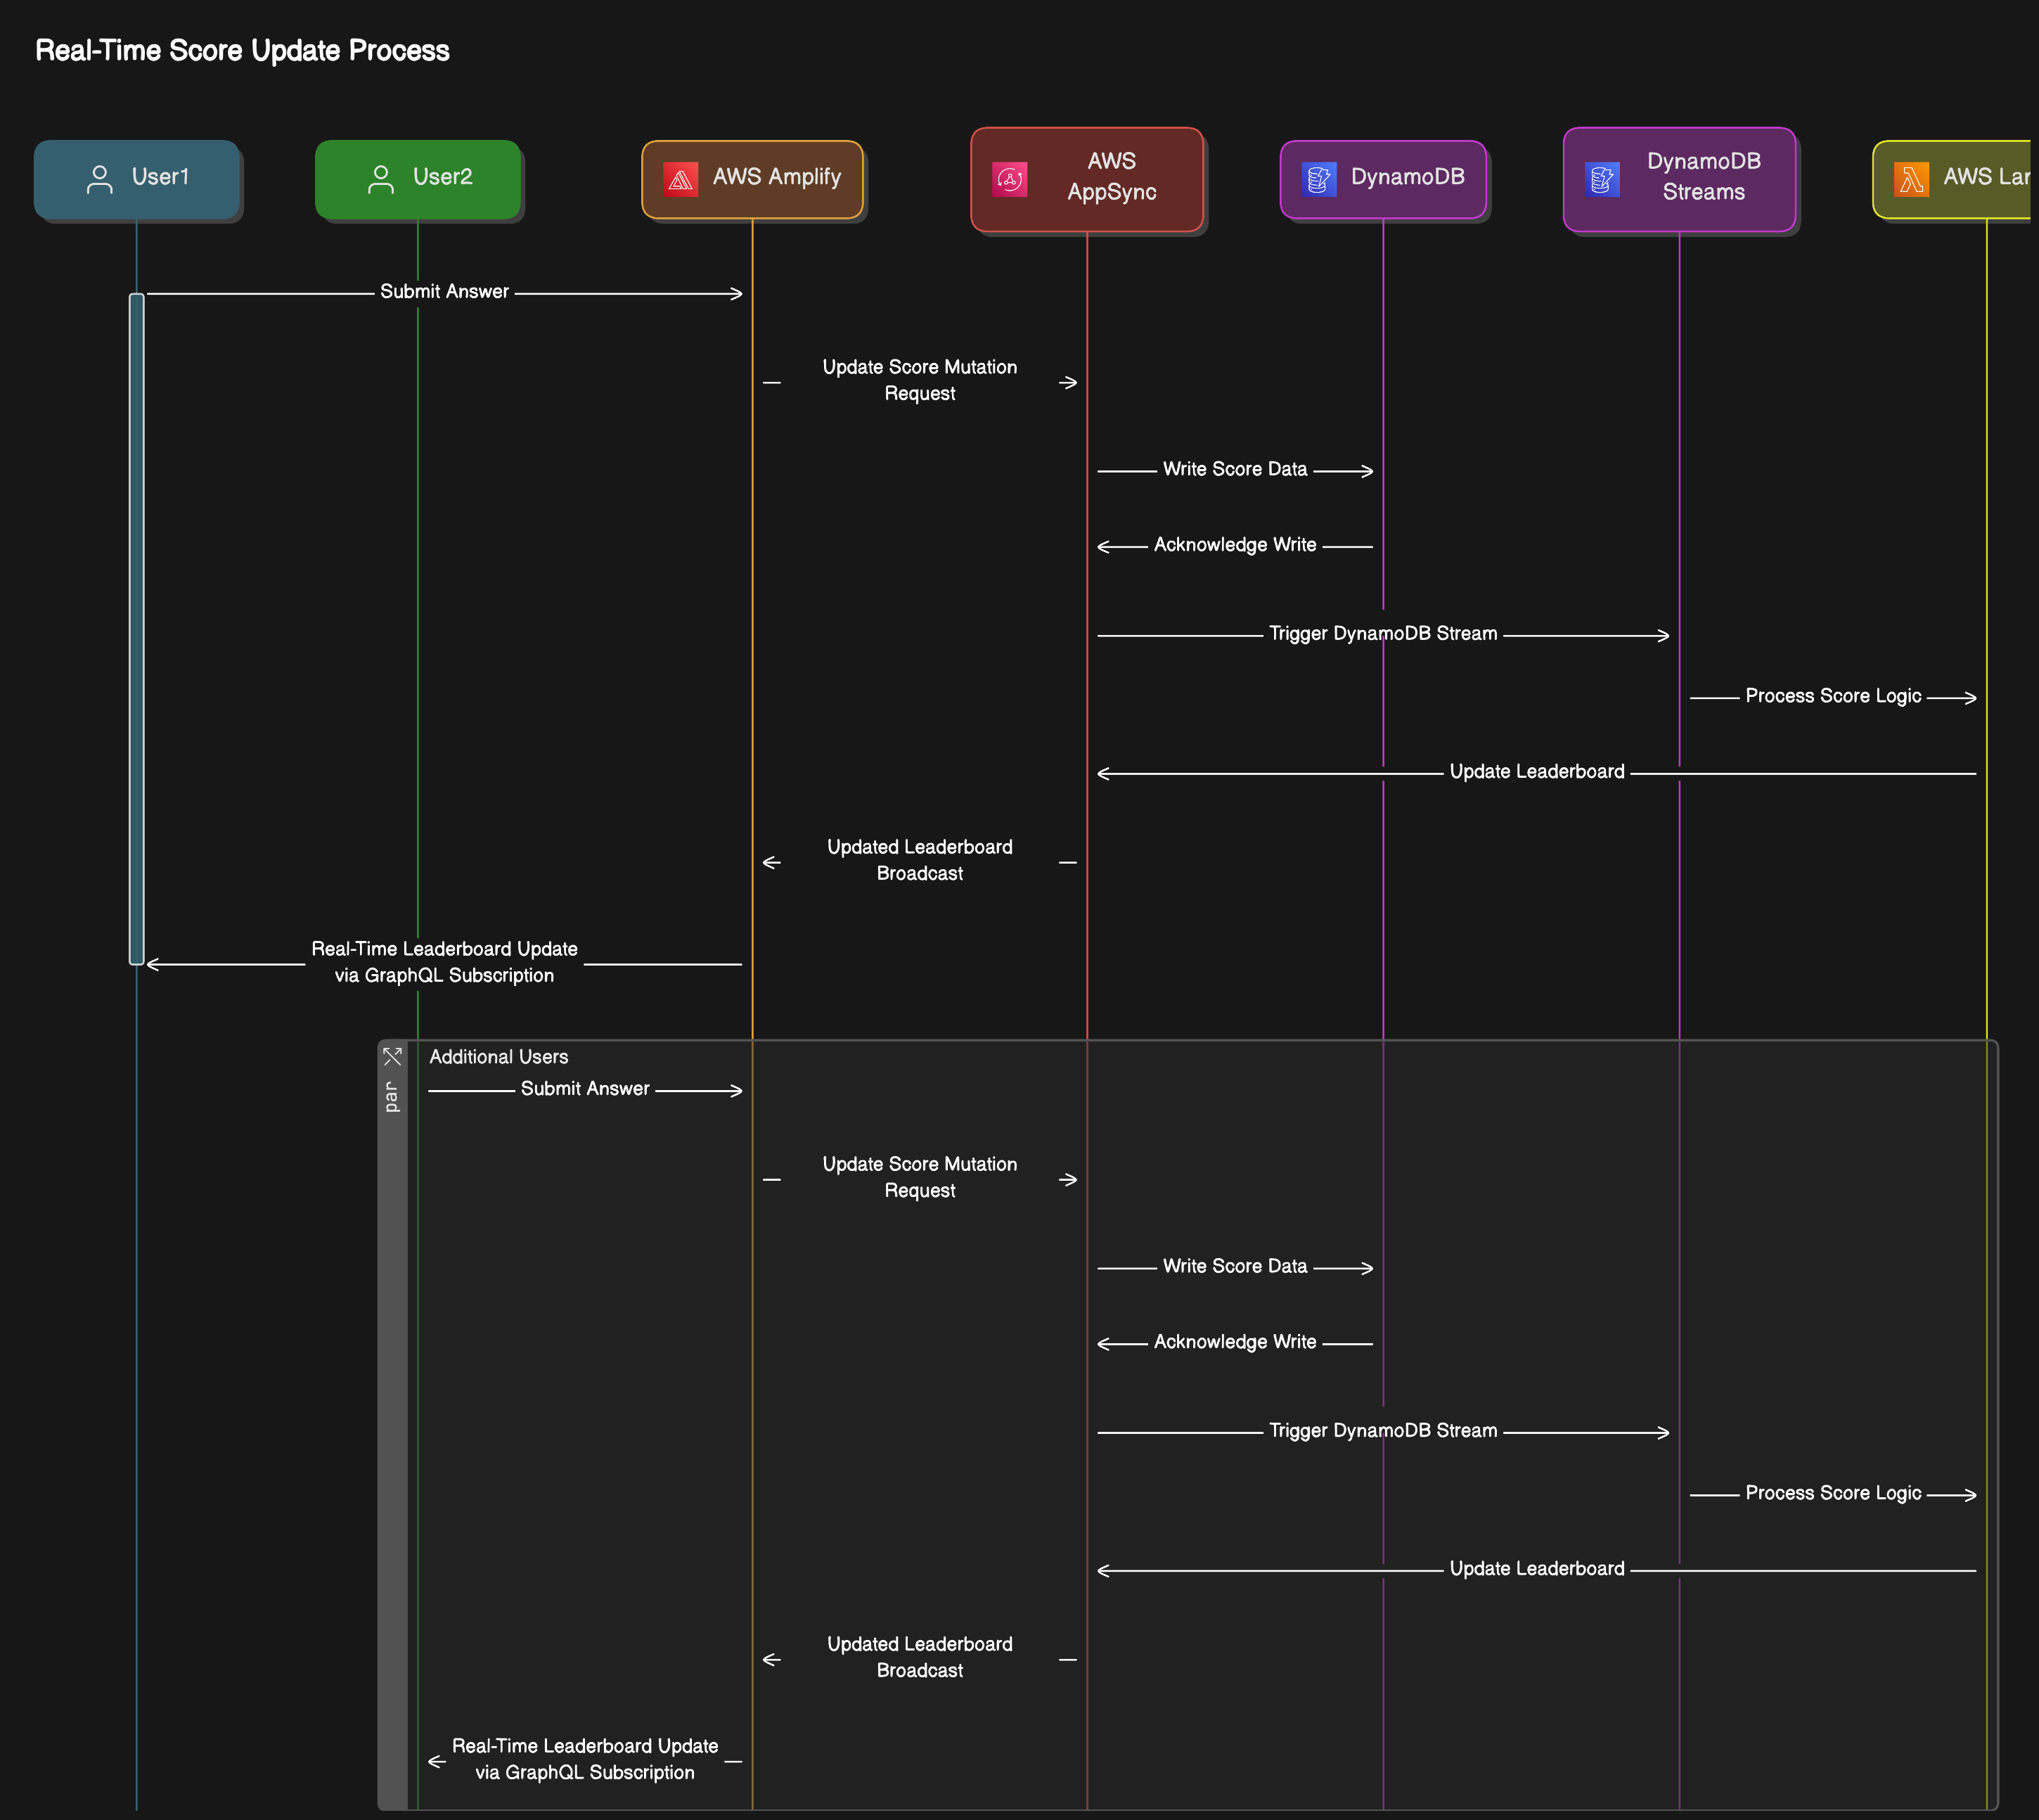 Real-Time Score Update Process
User1
User2
AWS Amplify
AWS
AppSync
DynamoDB
DynamoDB
Streams
AWS
Submit Answer
Update Score Mutation
Request
Write Score Data
Acknowledge Write
Trigger DynamoDB Stream
Process Score Logic
Update Leaderboard
Updated Leaderboard
Broadcast
Real-Time Leaderboard Update
via GraphQL Subscription
par
Additional Users
Submit Answer
Update Score Mutation
Request
Write Score Data
Acknowledge Write
Trigger DynamoDB Stream
Process Score Logic
Update Leaderboard
Updated Leaderboard
Broadcast
Real-Time Leaderboard Update
via GraphQL Subscription